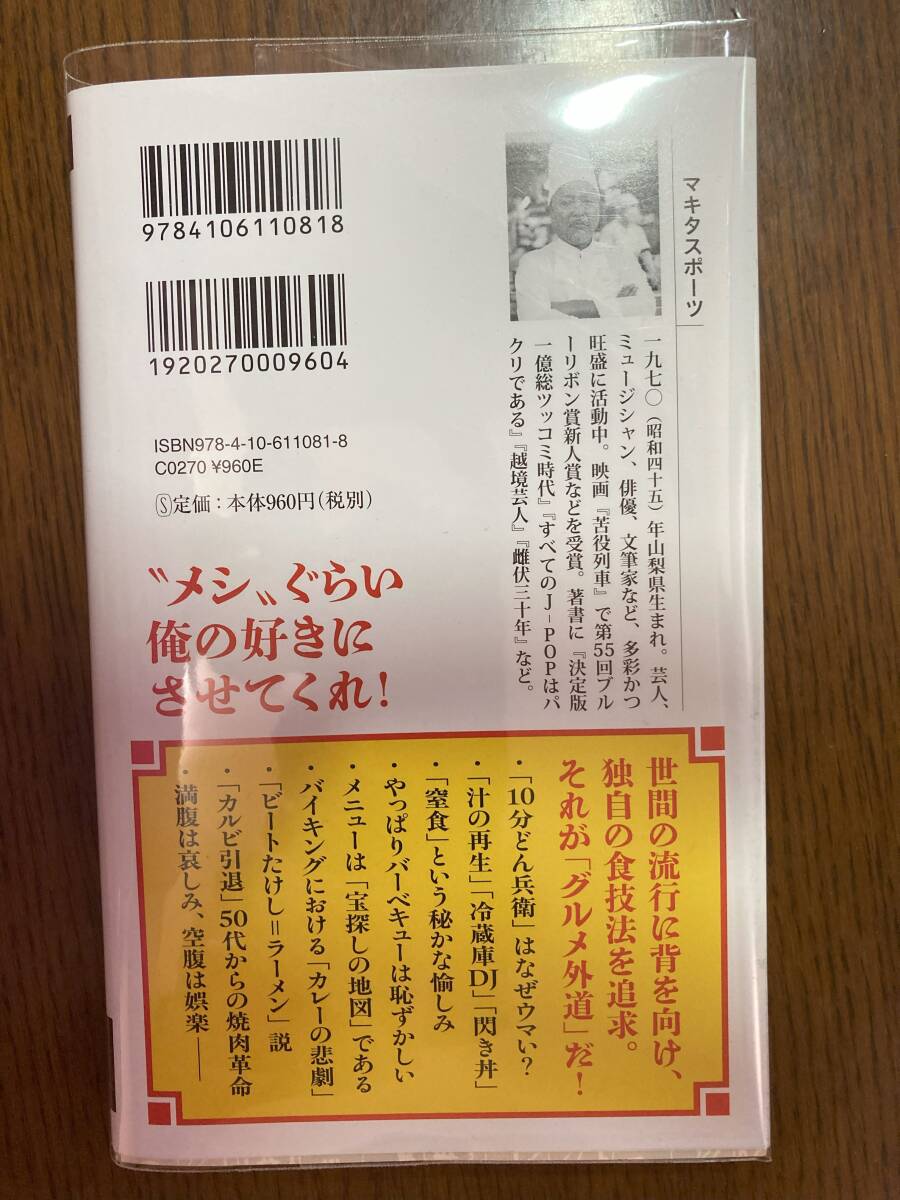 9784106110818
1920270009604
ISBN978-4-10-611081-8
C0270 ¥960E
Ⓢ定価：本体960円(税別)
マキタスポーツ
一九七〇（昭和四十五）年山梨県生まれ。芸人、
ミュージシャン、俳優、文筆家など、多彩かつ
旺盛に活動中。映画『苦役列車』で第55回ブル
ーリボン賞新人賞などを受賞。著書に『決定版
一億総ツッコミ時代』『すべてのJ-POPはパ
クリである』『越境芸人』『雌伏三十年』など。
〝メシ〟ぐらい
俺の好きに
させてくれ！
世間の流行に背を向け、
独自の食技法を追求。
それが「グルメ外道」だ！
・「10分どん兵衛」はなぜウマい？
・「汁の再生」「冷蔵庫DJ」「閃き丼」
・「窒食」という秘かな愉しみ
・やっぱりバーベキューは恥ずかしい
・メニューは「宝探しの地図」である
・バイキングにおける「カレーの悲劇」
・「ビートたけし＝ラーメン」説
・「カルビ引退」50代からの焼肉革命
・満腹は哀しみ、空腹は娯楽――